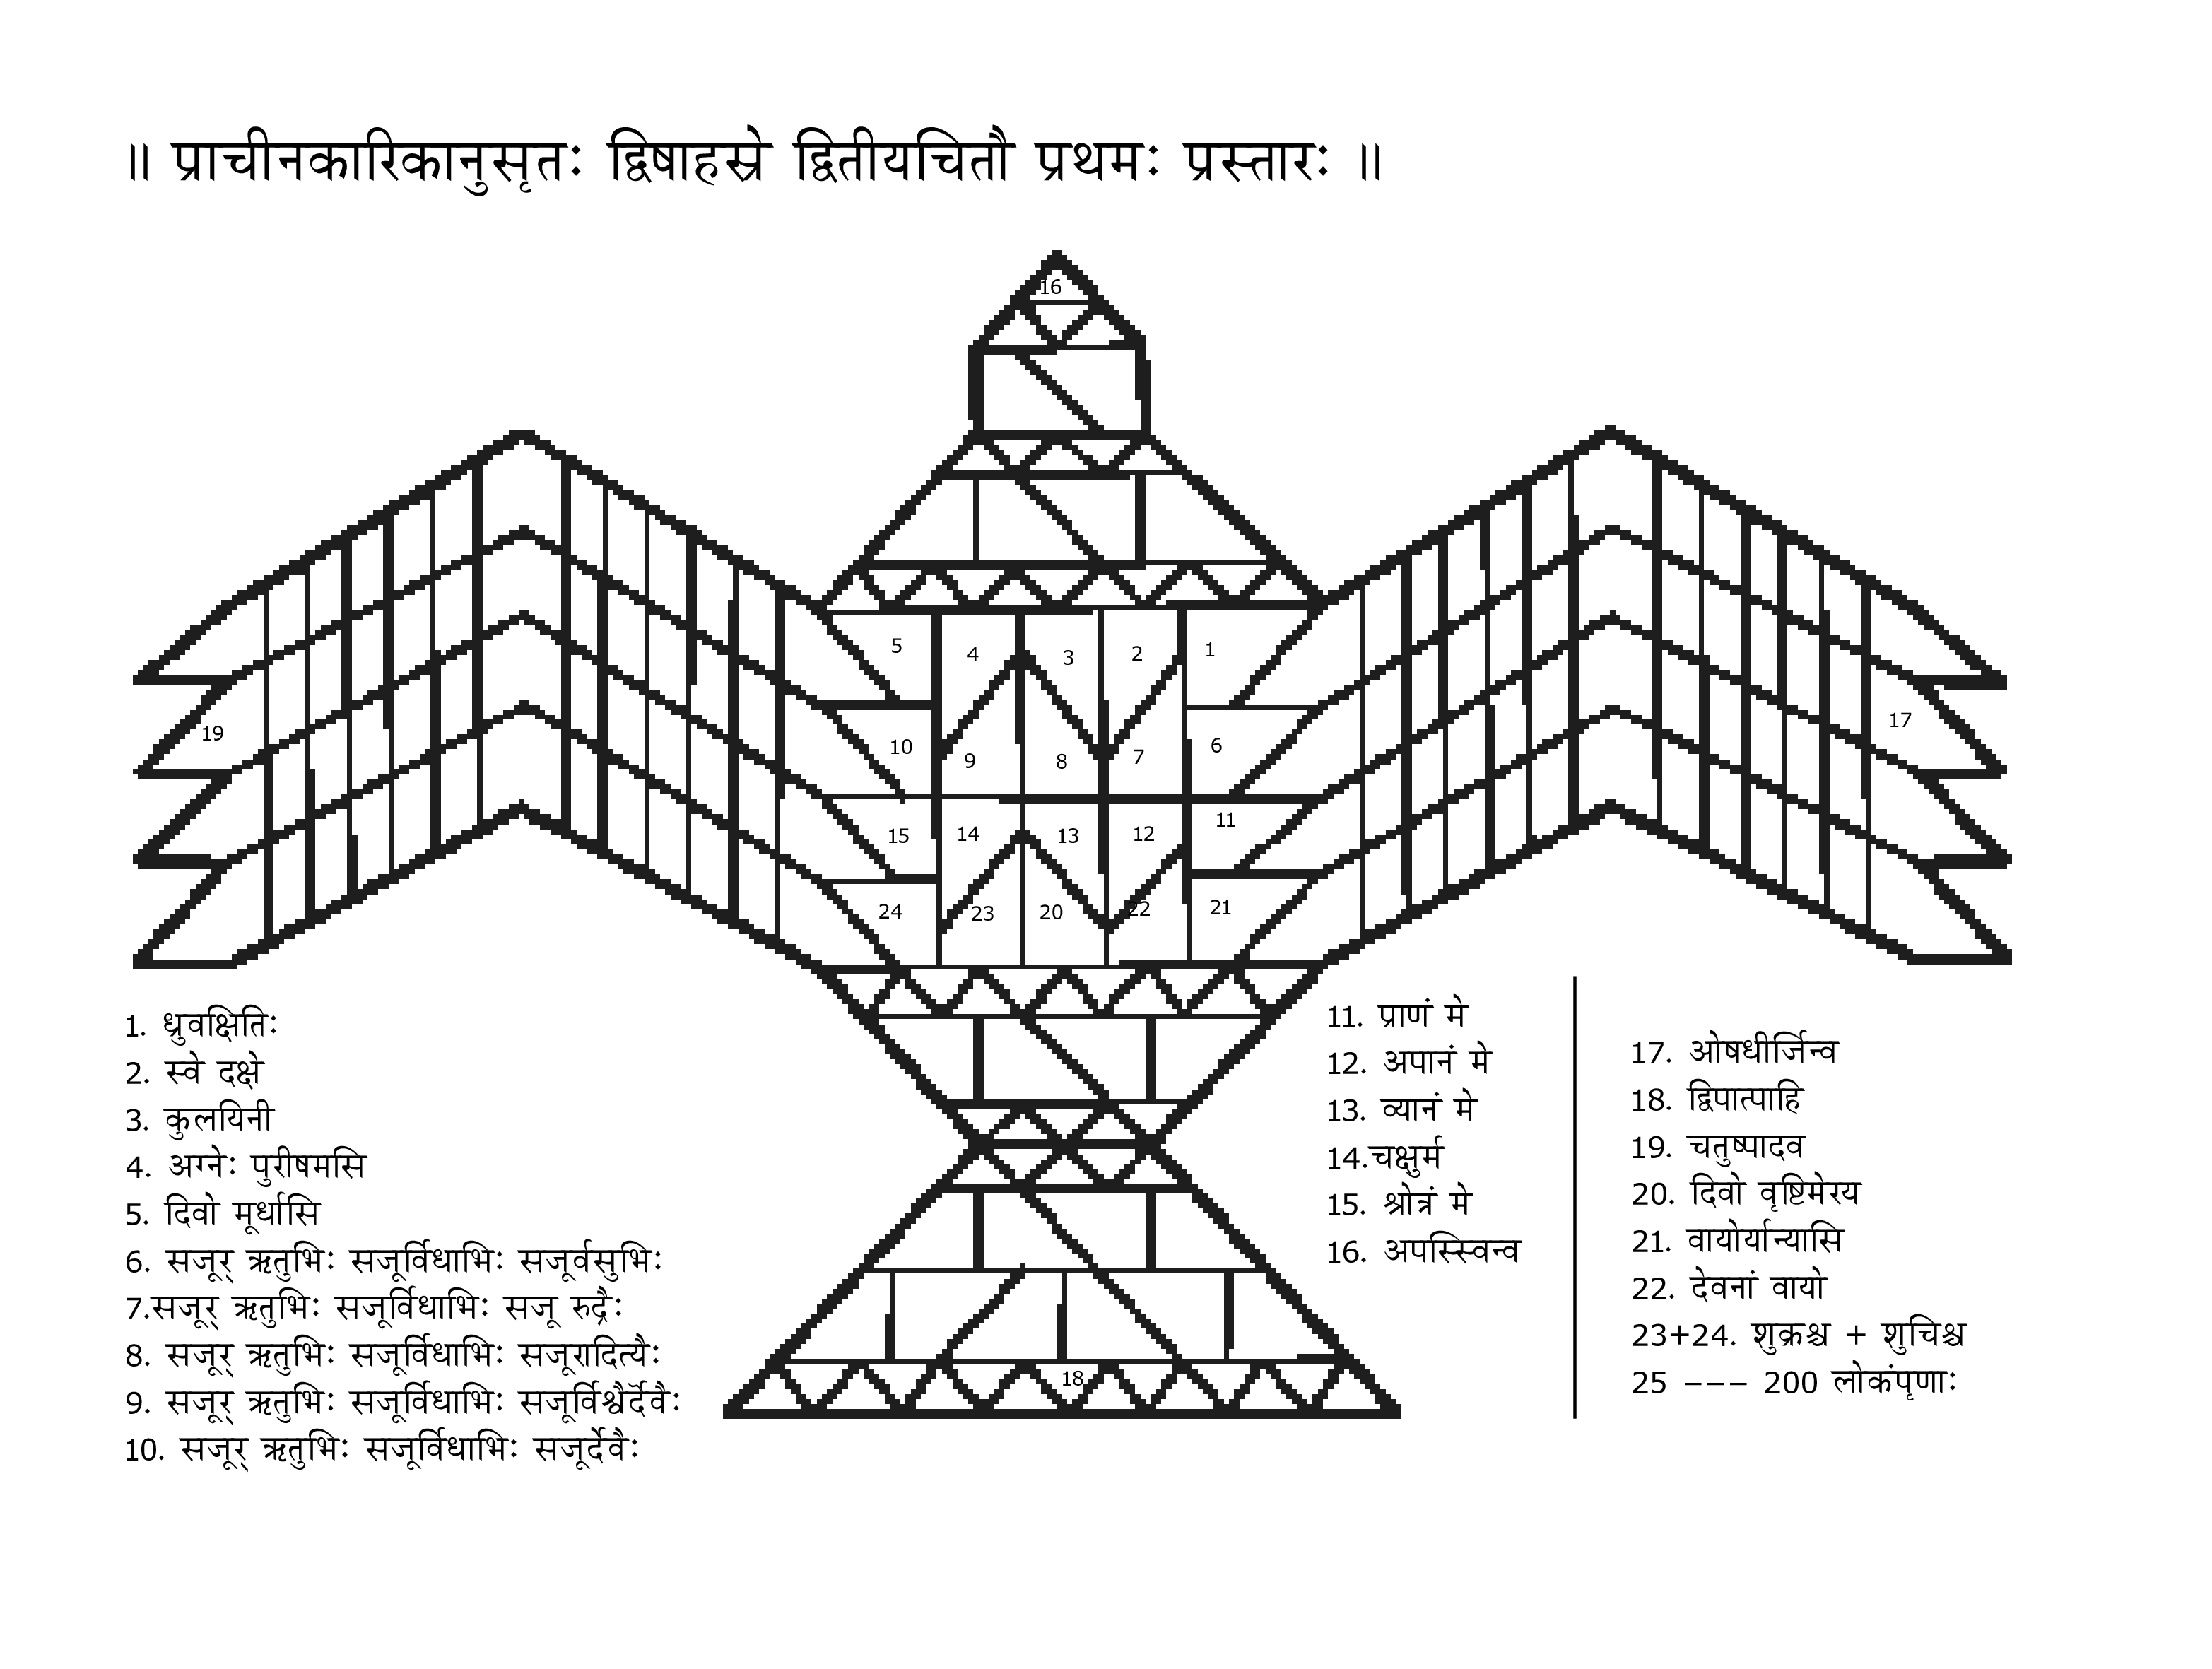 ॥ प्राचीनकारिकानुसृतः द्विषाहस्रे द्वितीयचितौ प्रथमः प्रस्तारः ॥
16
5 4 3 2 1
19 10 9 8 7 6 17
15 14 13 12 11
24 23 20 22 21
18
1. ध्रुवक्षितिः
2. स्वे दक्षे
3. कुलयिनी
4. अग्नेः पुरीषमसि
5. दिवो मूर्धासि
6. सजूर् ऋतुभिः सजूर्विधाभिः सजूर्वसुभिः
7.सजूर् ऋतुभिः सजूर्विधाभिः सजू रुद्रैः
8. सजूर् ऋतुभिः सजूर्विधाभिः सजूरादित्यैः
9. सजूर् ऋतुभिः सजूर्विधाभिः सजूर्विश्वैर्देवैः
10. सजूर् ऋतुभिः सजूर्विधाभिः सजूर्देवैः
11. प्राणं मे
12. अपानं मे
13. व्यानं मे
14.चक्षुर्म
15. श्रोत्रं मे
16. अपस्स्विन्व
17. ओषधीर्जिन्व
18. द्विपात्पाहि
19. चतुष्पादव
20. दिवो वृष्टिमेरय
21. वायोर्यान्यासि
22. देवनां वायो
23+24. शुक्रश्च + शुचिश्च
25 --- 200 लोकंपृणाः